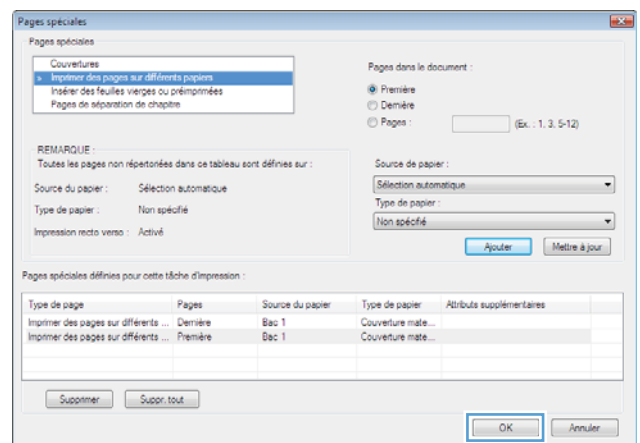 Pages spéciales
Pages spéciales
Couvertures
» Imprimer des pages sur différents papiers
Insérer des feuilles vierges ou préimprimées
Pages de séparation de chapitre
Pages dans le document :
Première
Dernière
Pages :
(Ex. : 1, 3, 5-12)
REMARQUE :
Toutes les pages non répertoriées dans ce tableau sont définies sur :
Source du papier : Sélection automatique
Type de papier : Non spécifié
Impression recto verso : Activé
Source de papier :
Sélection automatique
Type de papier :
Non spécifié
Ajouter Mettre à jour
Pages spéciales définies pour cette tâche d'impression :
Type de page Pages Source du papier Type de papier Attributs supplémentaires
Imprimer des pages sur différents ... Dernière Bac 1 Couverture mate...
Imprimer des pages sur différents ... Première Bac 1 Couverture mate...
Supprimer Suppr. tout
OK Annuler